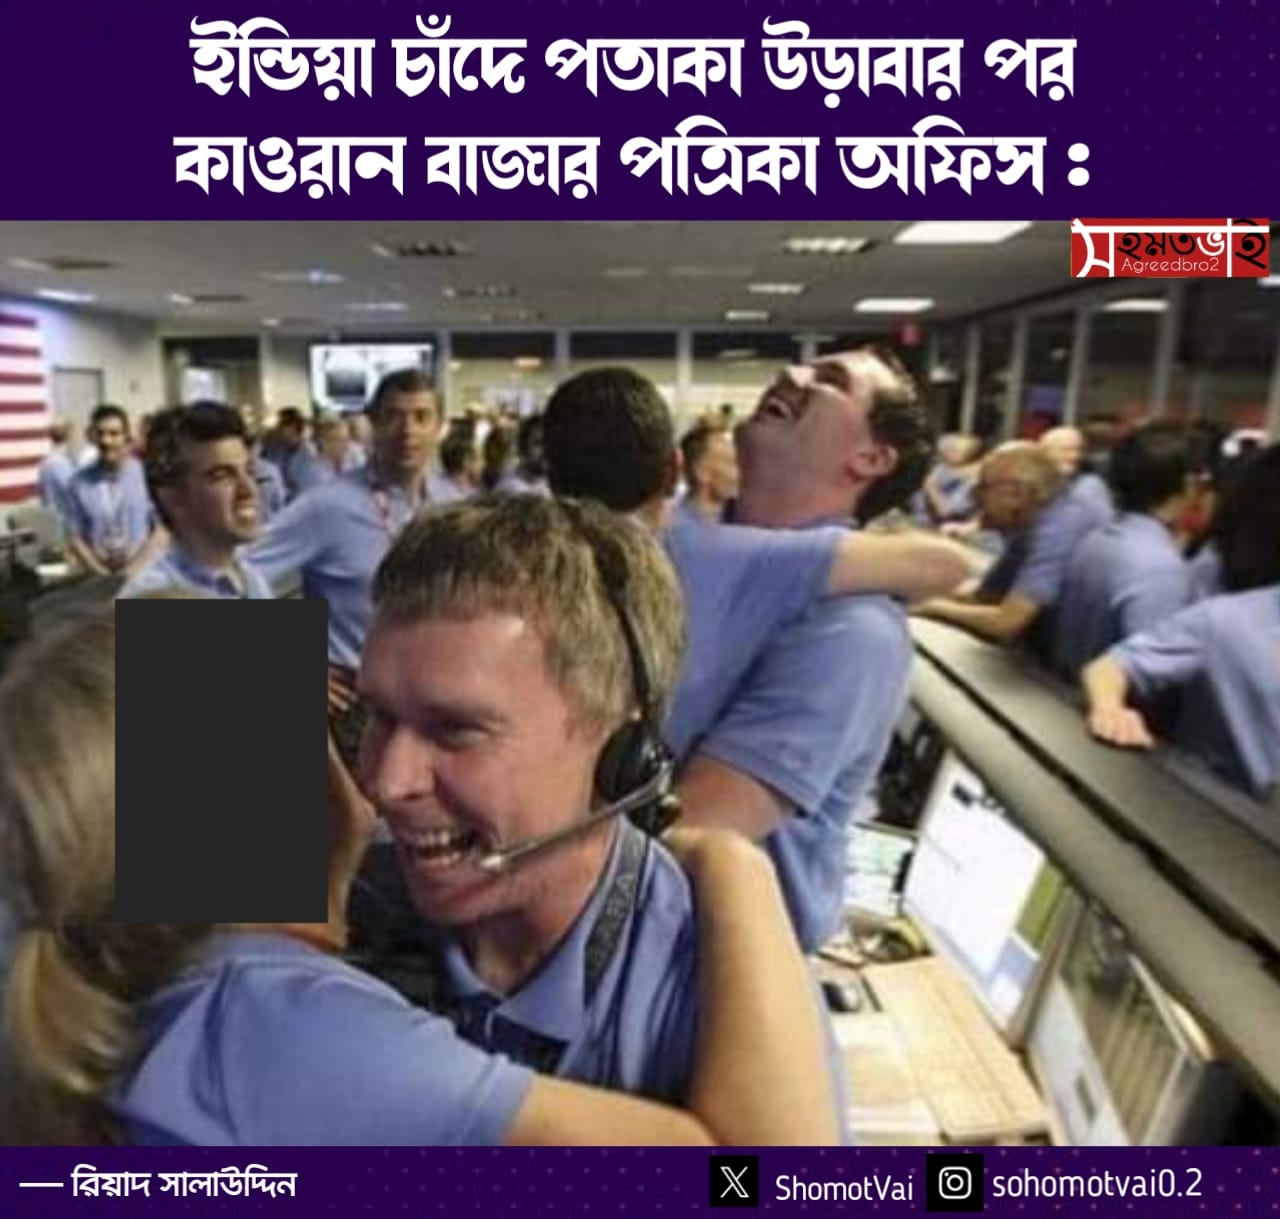 ইন্ডিয়া চাঁদে পতাকা উড়াবার পর
কাওরান বাজার পত্রিকা অফিস :
সহমতভাই
Agreedbro2
— রিয়াদ সালাউদ্দিন
ShomotVai
sohomotvai0.2